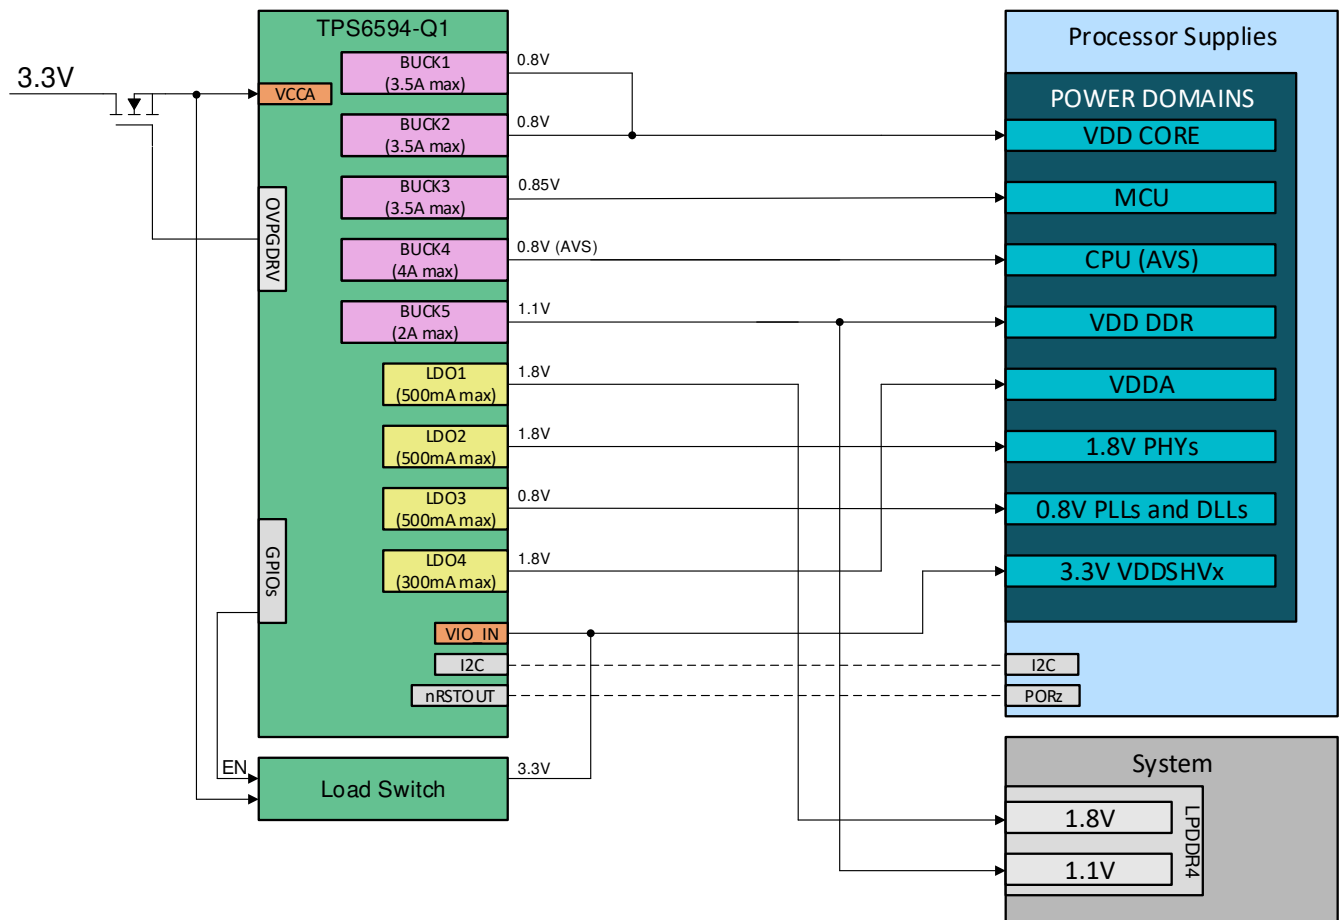 3.3V
TPS6594-Q1
VCCA
OVPGDRV
GPIOs
BUCK1
(3.5A max)
0.8V
BUCK2
(3.5A max)
0.8V
BUCK3
(3.5A max)
0.85V
BUCK4
(4A max)
0.8V (AVS)
BUCK5
(2A max)
1.1V
LDO1
(500mA max)
1.8V
LDO2
(500mA max)
1.8V
LDO3
(500mA max)
0.8V
LDO4
(300mA max)
1.8V
VIO_IN
I2C
nRSTOUT
EN
Load Switch
3.3V
Processor Supplies
POWER DOMAINS
VDD CORE
MCU
CPU (AVS)
VDD DDR
VDDA
1.8V PHYs
0.8V PLLs and DLLs
3.3V VDDSHVx
I2C
PORz
System
LPDDR4
1.8V
1.1V